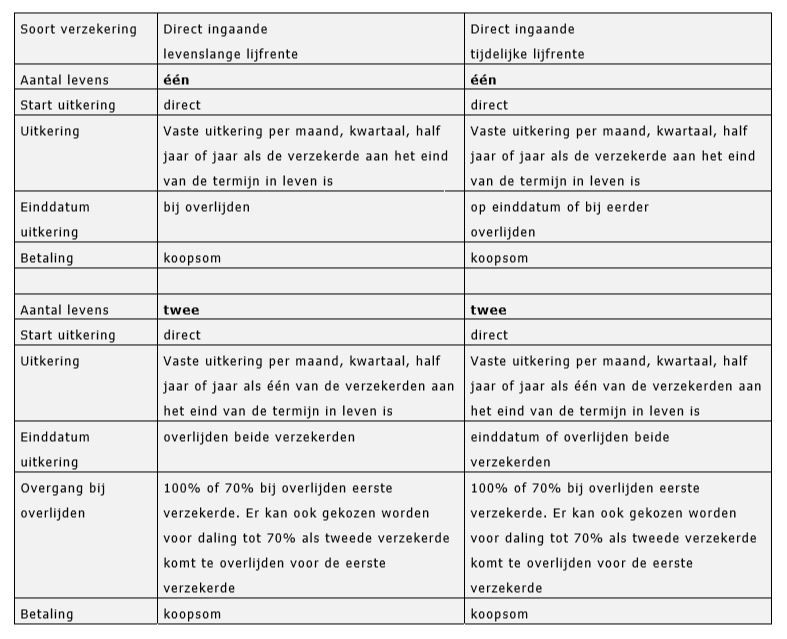 Soort verzekering
Direct ingaande
levenslange lijfrente
Direct ingaande
tijdelijke lijfrente
Aantal levens
één
één
Start uitkering
direct
direct
Uitkering
Vaste uitkering per maand, kwartaal, half
jaar of jaar als de verzekerde aan het eind
van de termijn in leven is
Vaste uitkering per maand, kwartaal, half
jaar of jaar als de verzekerde aan het eind
van de termijn in leven is
Einddatum
uitkering
bij overlijden
op einddatum of bij eerder
overlijden
Betaling
koopsom
koopsom
Aantal levens
twee
twee
Start uitkering
direct
direct
Uitkering
Vaste uitkering per maand, kwartaal, half
jaar of jaar als één van de verzekerden aan
het eind van de termijn in leven is
Vaste uitkering per maand, kwartaal, half
jaar of jaar als één van de verzekerden aan
het eind van de termijn in leven is
Einddatum
uitkering
overlijden beide verzekerden
einddatum of overlijden beide
verzekerden
Overgang bij
overlijden
100% of 70% bij overlijden eerste
verzekerde. Er kan ook gekozen worden
voor daling tot 70% als tweede verzekerde
komt te overlijden voor de eerste
verzekerde
100% of 70% bij overlijden eerste
verzekerde. Er kan ook gekozen worden
voor daling tot 70% als tweede verzekerde
komt te overlijden voor de eerste
verzekerde
Betaling
koopsom
koopsom